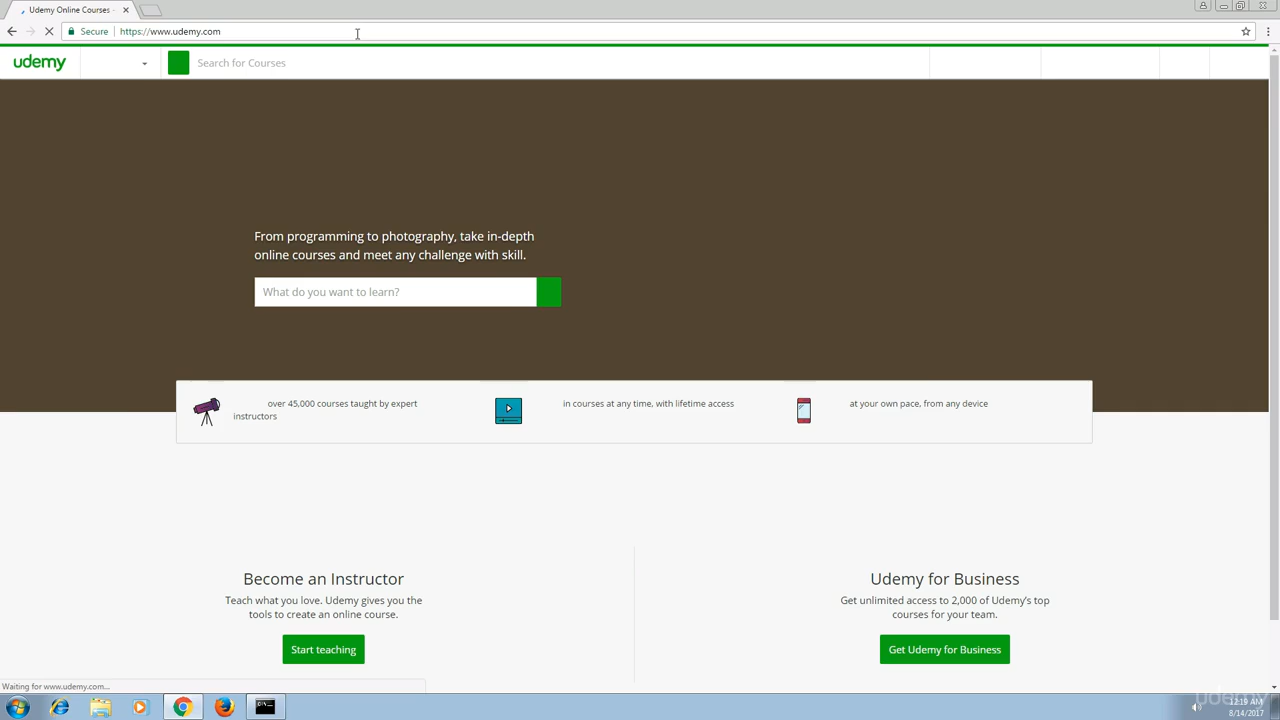 Udemy Online Courses -
Secure
https://www.udemy.com
udemy
Search for Courses
From programming to photography, take in-depth
online courses and meet any challenge with skill.
What do you want to learn?
over 45,000 courses taught by expert
instructors
in courses at any time, with lifetime access
at your own pace, from any device
Become an Instructor
Teach what you love. Udemy gives you the
tools to create an online course.
Start teaching
Udemy for Business
Get unlimited access to 2,000 of Udemy's top
courses for your team.
Get Udemy for Business
Waiting for www.udemy.com...
udemy
12:19 AM
8/14/2017